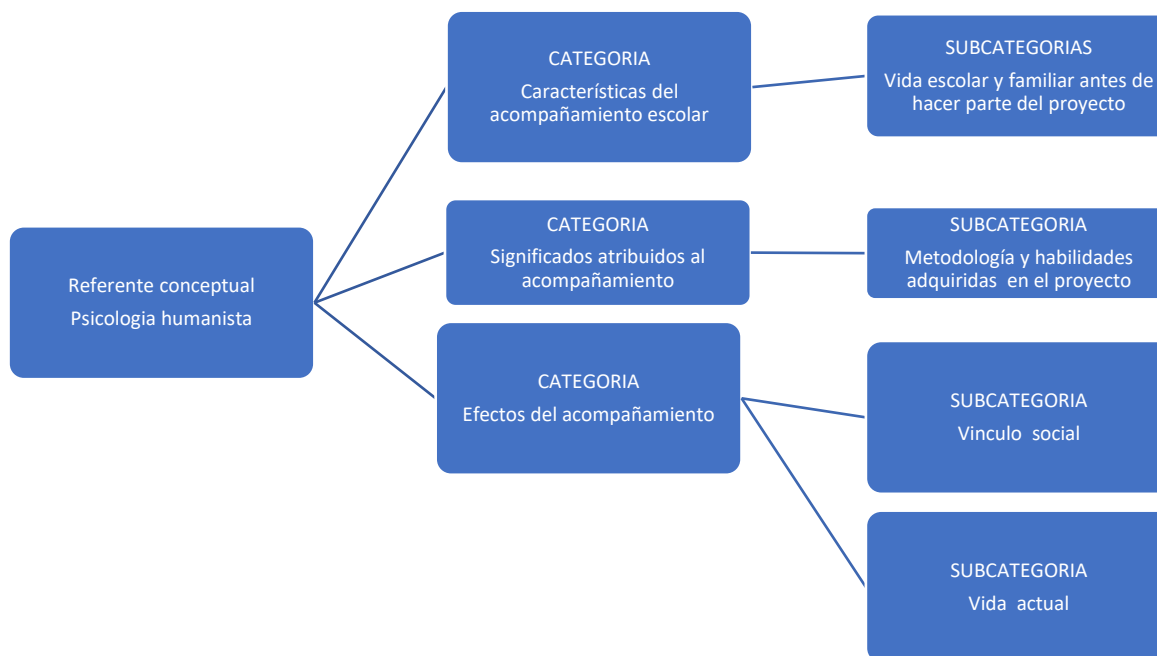 Referente conceptual
Psicologia humanista
CATEGORIA
Características del
acompañamiento escolar
SUBCATEGORIAS
Vida escolar y familiar antes de
hacer parte del proyecto
CATEGORIA
Significados atribuidos al
acompañamiento
SUBCATEGORIA
Metodología y habilidades
adquiridas en el proyecto
CATEGORIA
Efectos del acompañamiento
SUBCATEGORIA
Vinculo social
SUBCATEGORIA
Vida actual